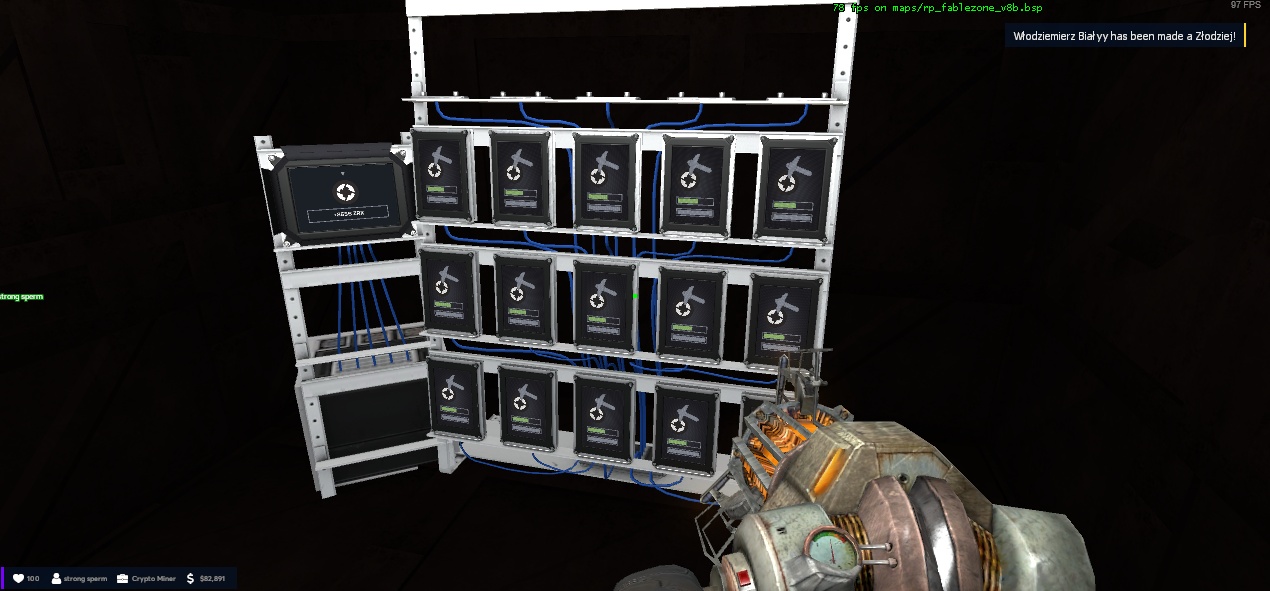 78 fps on maps/rp_fablezone_v8b.bsp
97 FPS
Włodziemierz Białyy has been made a Złodziej!
strong sperm
100
strong sperm
Crypto Miner
$82,891